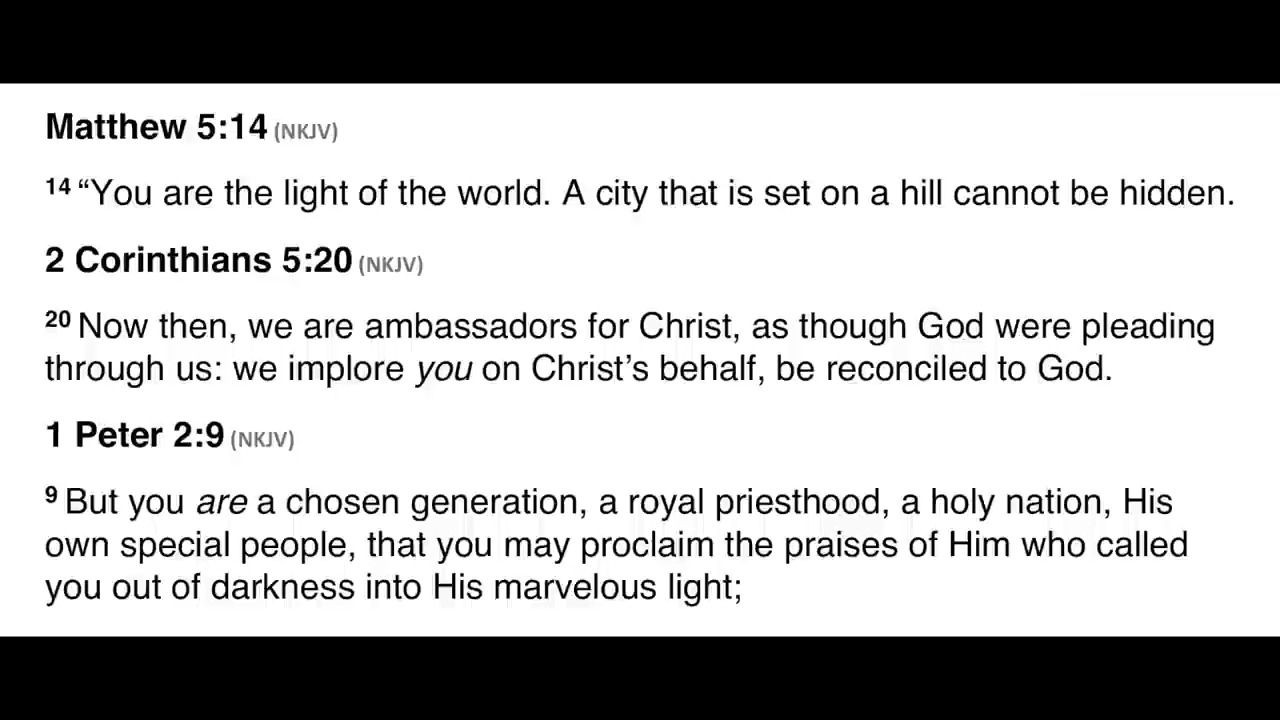 Matthew 5:14 (NKJV)
14 “You are the light of the world. A city that is set on a hill cannot be hidden.
2 Corinthians 5:20 (NKJV)
20 Now then, we are ambassadors for Christ, as though God were pleading
through us: we implore you on Christ’s behalf, be reconciled to God.
1 Peter 2:9 (NKJV)
9 But you are a chosen generation, a royal priesthood, a holy nation, His
own special people, that you may proclaim the praises of Him who called
you out of darkness into His marvelous light;